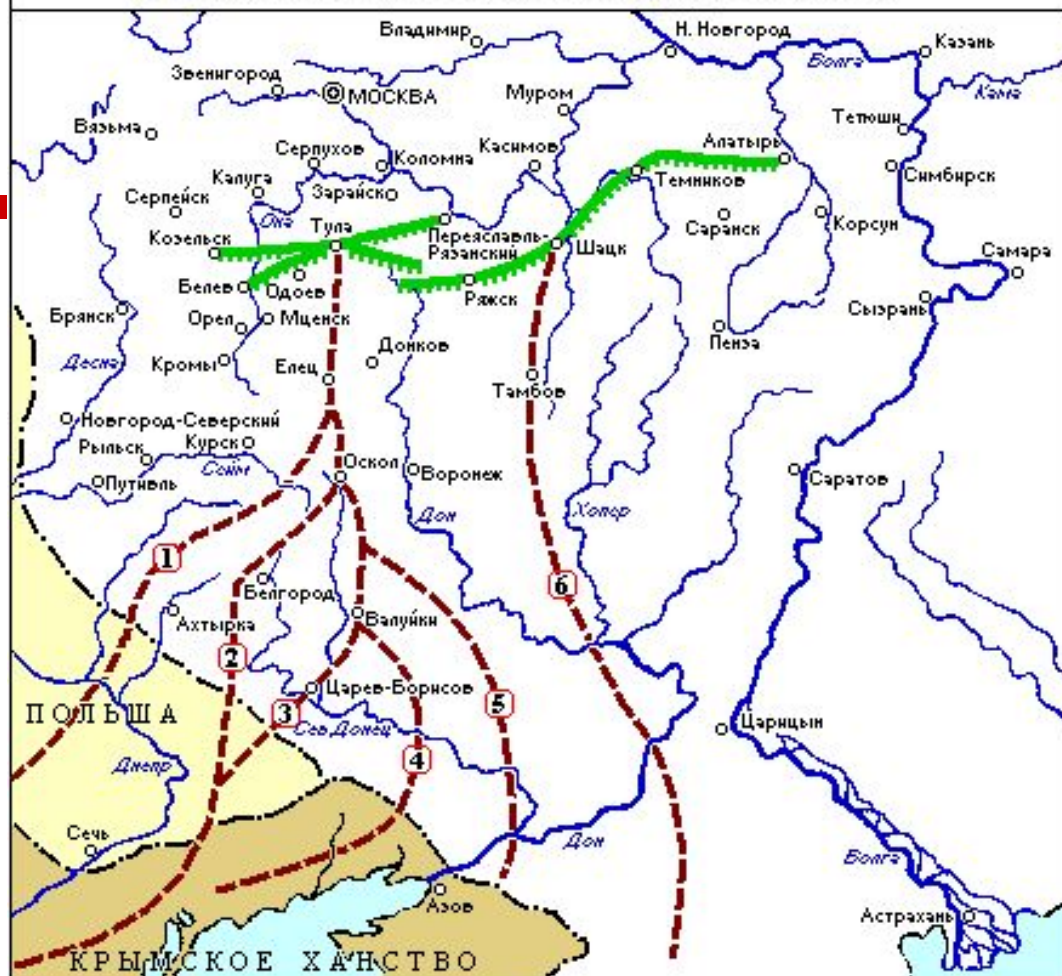 Н. Новгород
Владимир
Казань
Волга
Звенигород
МОСКВА
Муром
Кама
Тетюши
Вязьма
Серпухов
Коломна
Касимов
Алатырь
Симбирск
Калуга
Зарайск
Темников
Серпейск
Ока
Тула
Переяславль-
Рязанский
Саранск
Корсун
Козельск
Шацк
Самара
Белев
Одоев
Ряжск
Сызрань
Брянск
Орел
Мценск
Пенза
Десна
Кромы
Донков
Елец
Тамбов
Новгород-Северский
Рыльск
Курск
Сейм
Оскол
Воронеж
Саратов
Путивль
Дон
Хопер
1
6
Белгород
Ахтырка
Валуйки
2
Царев-Борисов
5
ПОЛЬША
3
Сев.Донец
Царицын
4
Днепр
Сечь
Дон
Волга
Азов
Астрахань
КРЫМСКОЕ ХАНСТВО